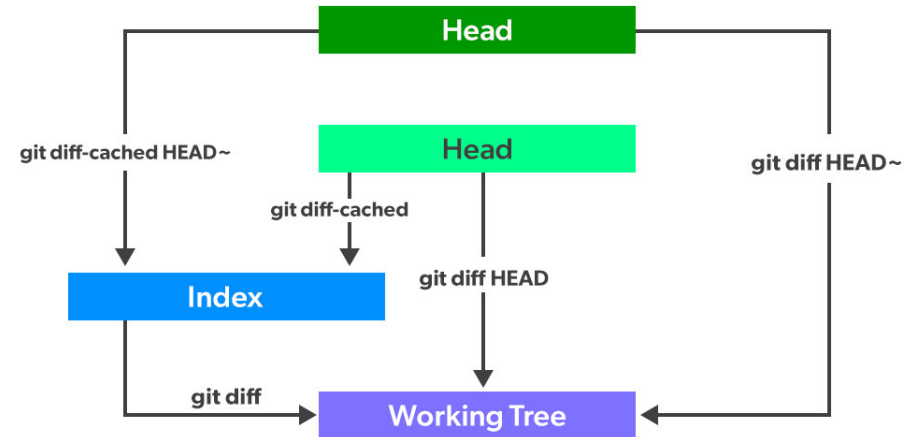 Head
git diff-cached HEAD~
Head
git diff HEAD~
git diff-cached
git diff HEAD
Index
git diff
Working Tree